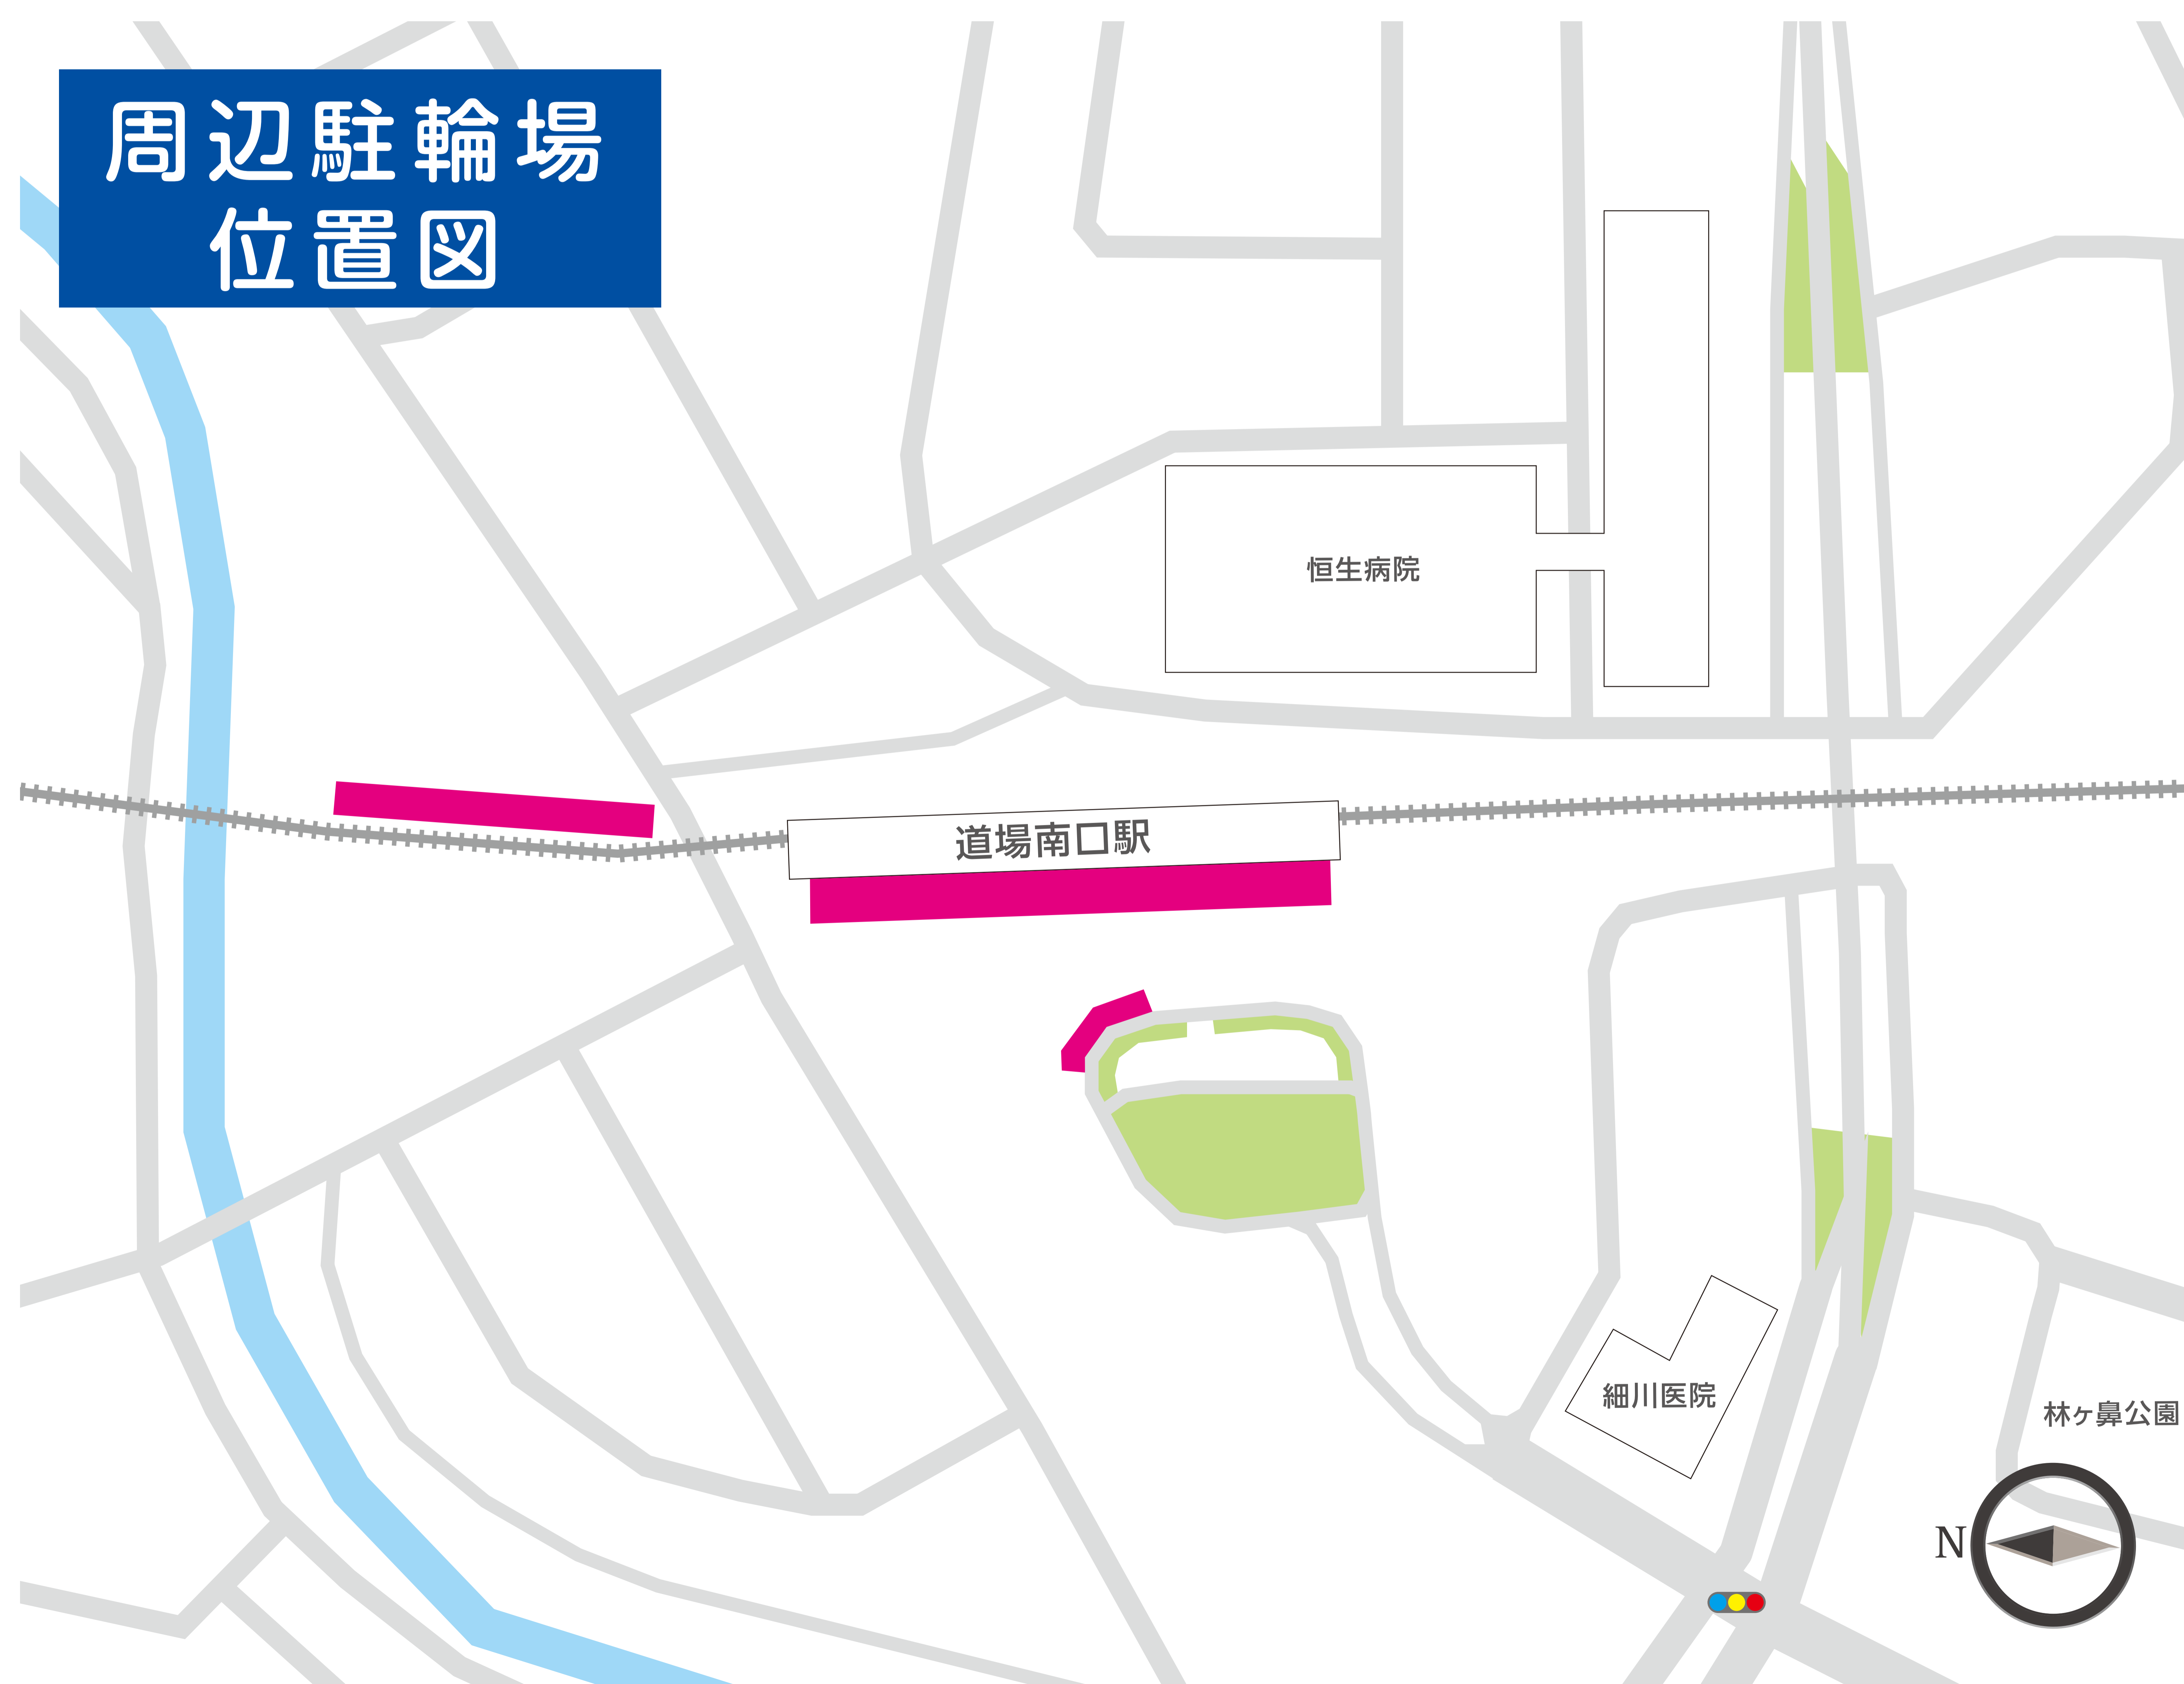 周辺駐輪場
位置図
恒生病院
道場南口駅
細川医院
林ヶ鼻公園
N